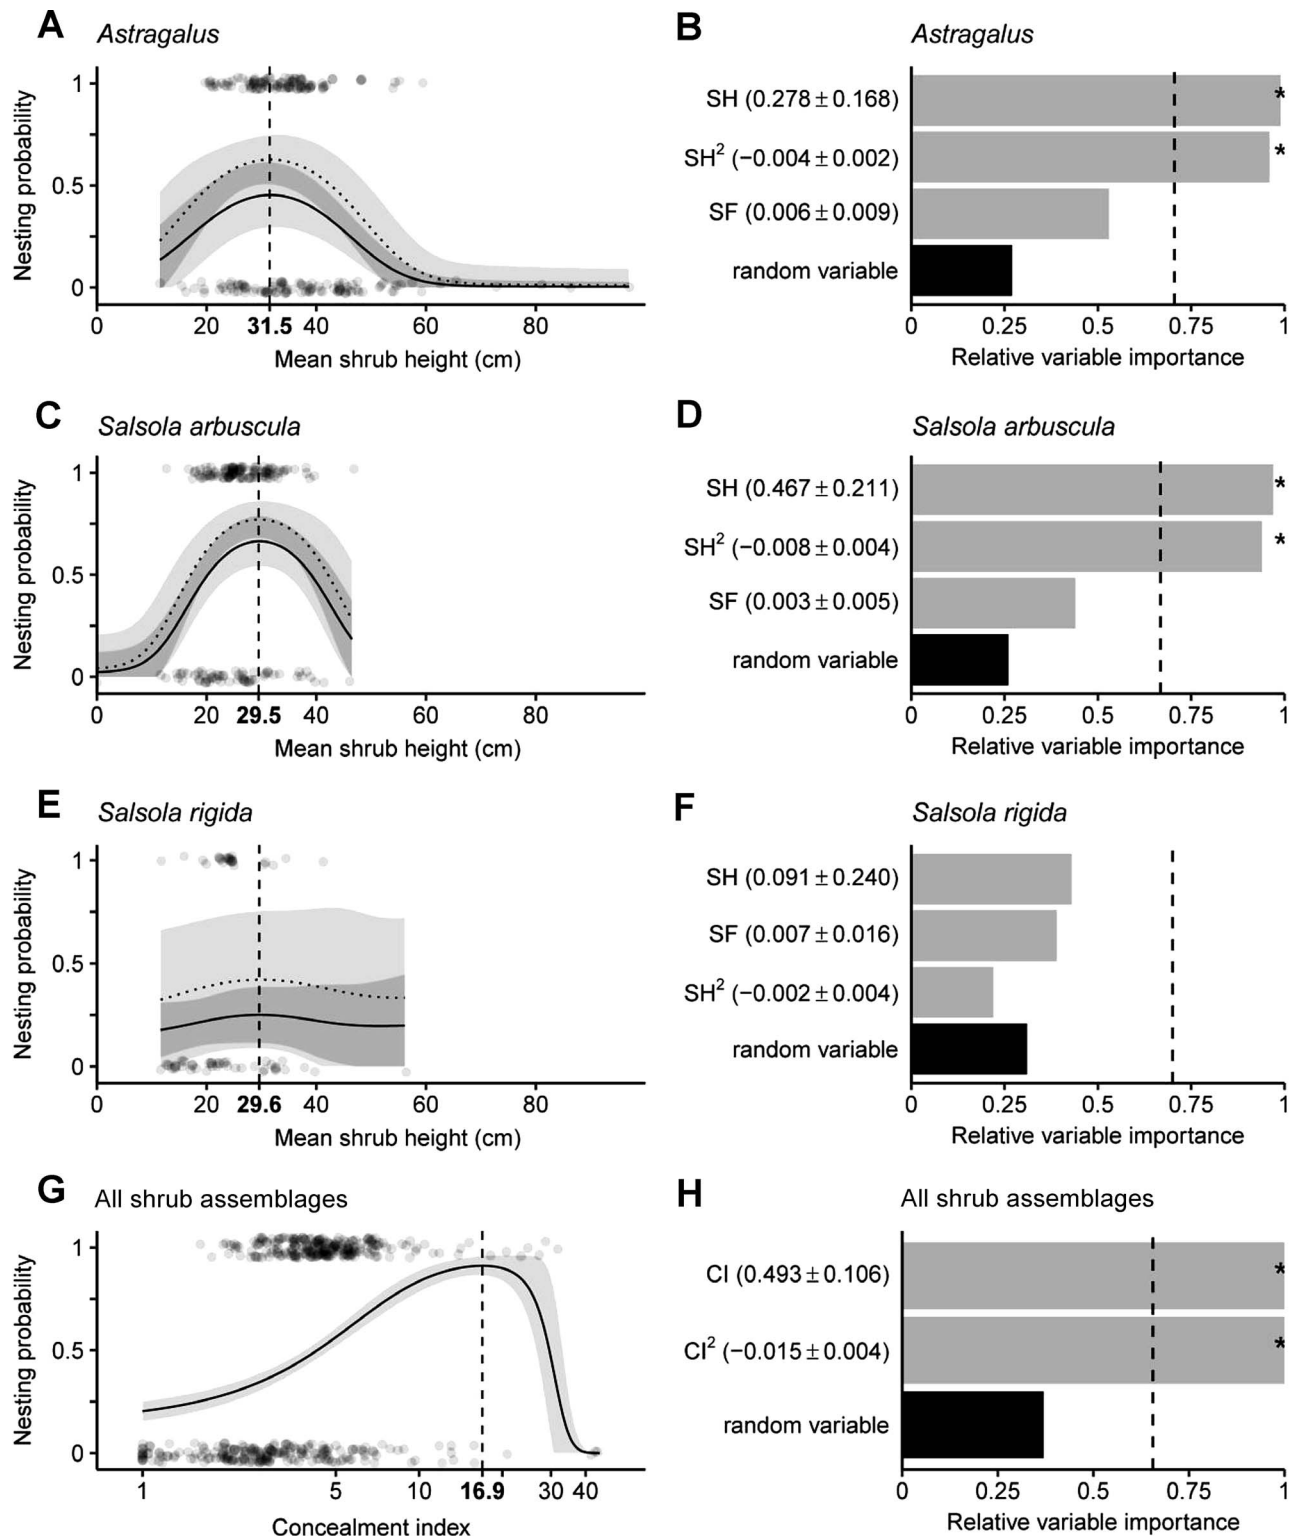 A
Astragalus
Nesting probability
1
0.5
0
0 20 31.5 40 60 80
Mean shrub height (cm)
B
Astragalus
SH (0.278 ± 0.168)
*
SH² (−0.004 ± 0.002)
*
SF (0.006 ± 0.009)
random variable
0 0.25 0.5 0.75 1
Relative variable importance
C
Salsola arbuscula
Nesting probability
1
0.5
0
0 20 29.5 40 60 80
Mean shrub height (cm)
D
Salsola arbuscula
SH (0.467 ± 0.211)
*
SH² (−0.008 ± 0.004)
*
SF (0.003 ± 0.005)
random variable
0 0.25 0.5 0.75 1
Relative variable importance
E
Salsola rigida
Nesting probability
1
0.5
0
0 20 29.6 40 60 80
Mean shrub height (cm)
F
Salsola rigida
SH (0.091 ± 0.240)
SF (0.007 ± 0.016)
SH² (−0.002 ± 0.004)
random variable
0 0.25 0.5 0.75 1
Relative variable importance
G
All shrub assemblages
Nesting probability
1
0.5
0
1 5 10 16.9 30 40
Concealment index
H
All shrub assemblages
CI (0.493 ± 0.106)
*
CI² (−0.015 ± 0.004)
*
random variable
0 0.25 0.5 0.75 1
Relative variable importance